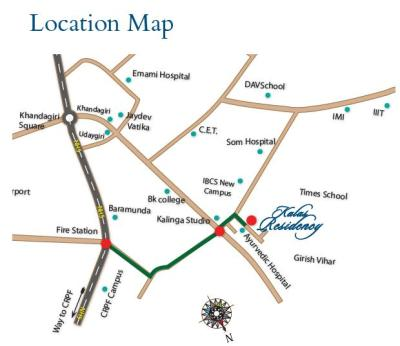 Location Map
Emami Hospital
DAVSchool
Khandagiri
Square
Khandagiri
Jaydev
Vatika
Udaygiri
IMI
IIIT
C.E.T.
Som Hospital
IBCS New
Campus
rport
Bk college
Times School
Baramunda
Kalinga Studio
Kalas
Residency
Fire Station
Ayurvedic Hospital
Girish Vihar
CRPF Campus
Way to CRPF
N